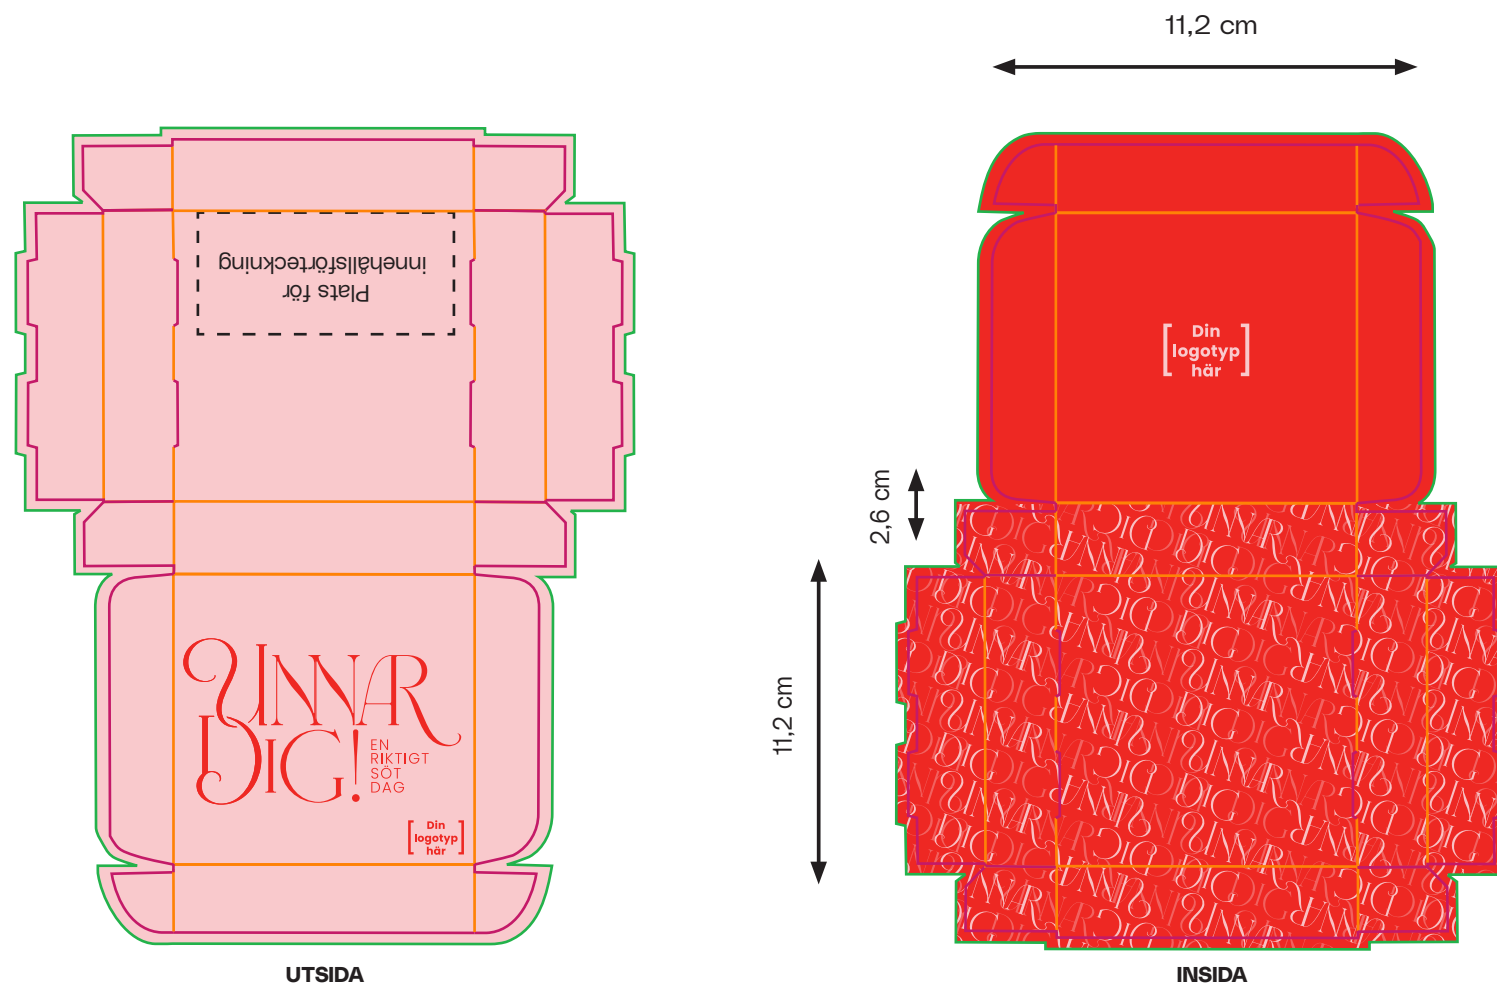 11,2 cm
Plats för
innehållsförteckning
UNNAR
DIG!
EN
RIKTIGT
SÖT
DAG
Din
logotyp
här
UTSIDA
Din
logotyp
här
2,6 cm
11,2 cm
INSIDA